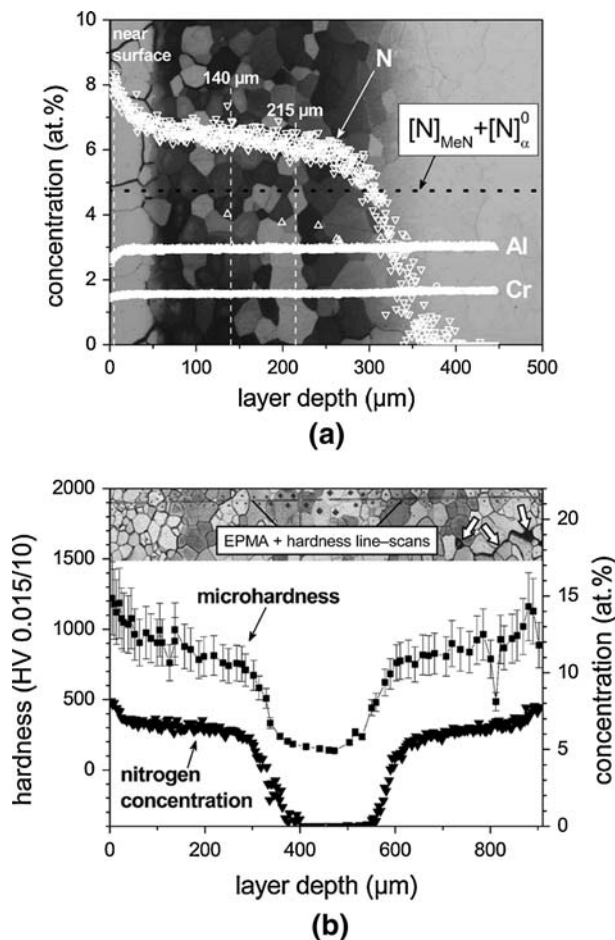 near
surface
140 μm
215 μm
N
[N]MeN+[N]α0
Al
Cr
10
8
6
4
2
0
concentration (at.%)
0 100 200 300 400 500
layer depth (μm)
(a)
2000
1500
1000
500
0
hardness (HV 0.015/10)
EPMA + hardness line–scans
microhardness
nitrogen
concentration
20
15
10
5
0
concentration (at.%)
0 200 400 600 800
layer depth (μm)
(b)